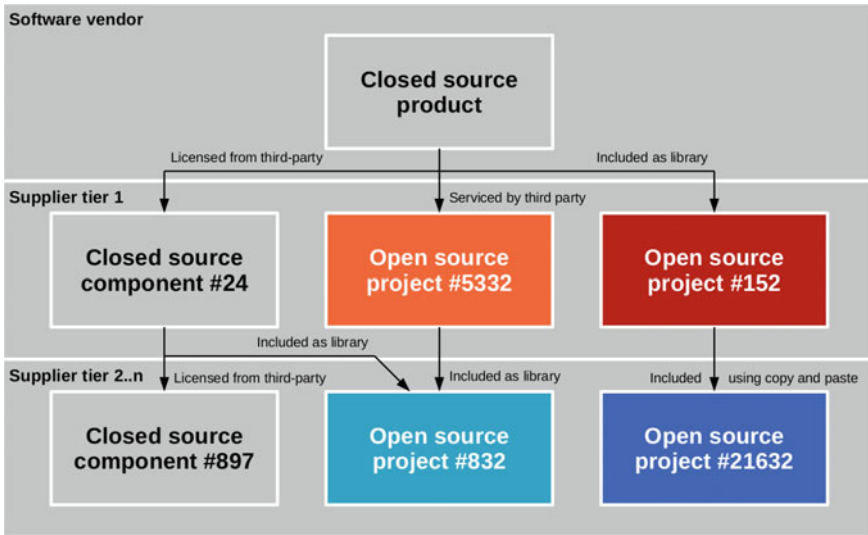 Software vendor
Closed source
product
Licensed from third-party
Included as library
Supplier tier 1
Serviced by third party
Closed source
component #24
Open source
project #5332
Open source
project #152
Included as library
Supplier tier 2..n
Licensed from third-party
Included as library
Included using copy and paste
Closed source
component #897
Open source
project #832
Open source
project #21632